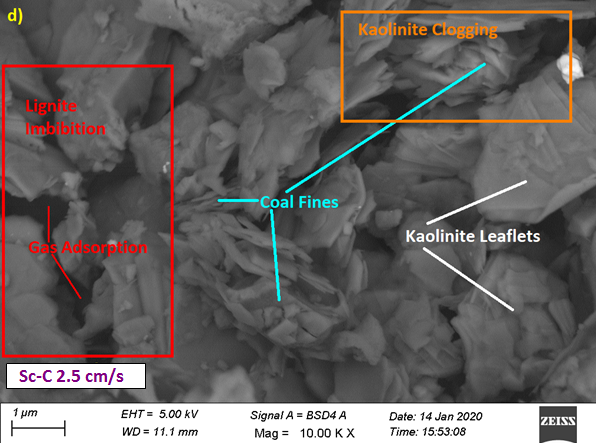 d)
Kaolinite Clogging
Lignite
Imbibition
Coal Fines
Gas Adsorption
Kaolinite Leaflets
Sc-C 2.5 cm/s
1 µm
EHT = 5.00 kV
WD = 11.1 mm
Signal A = BSD4 A
Mag = 10.00 K X
Date: 14 Jan 2020
Time: 15:53:08
ZEISS